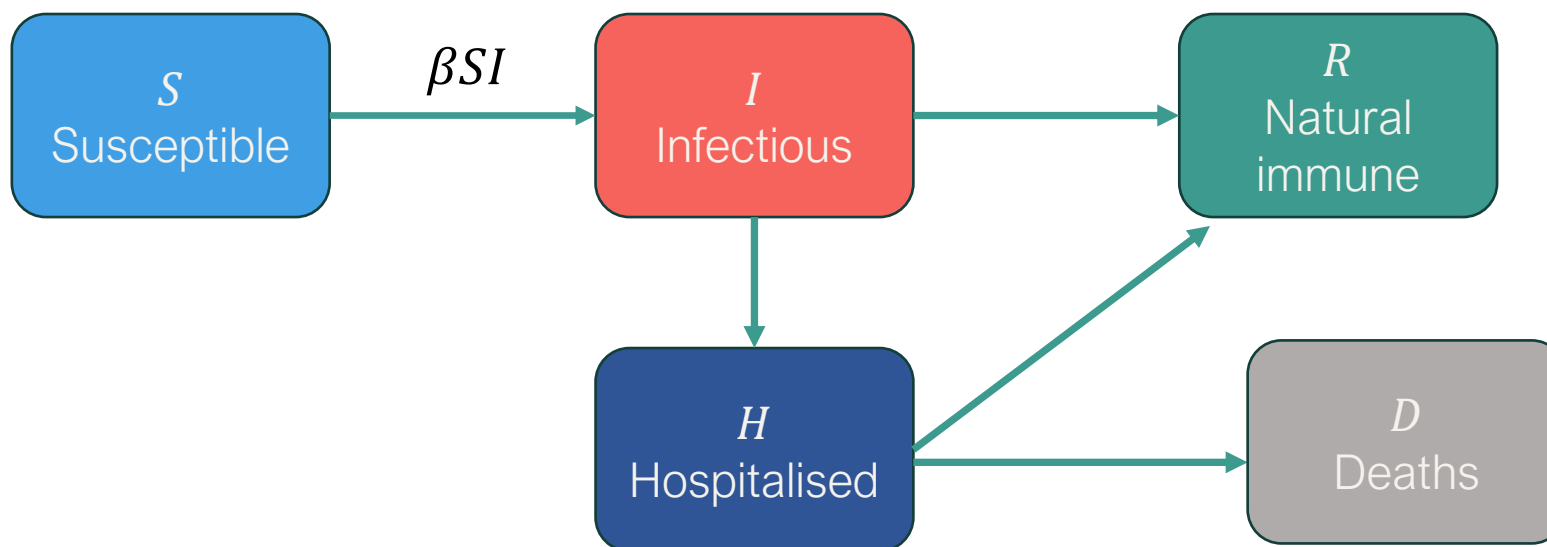 S
Susceptible
βSI
I
Infectious
R
Natural
immune
H
Hospitalised
D
Deaths